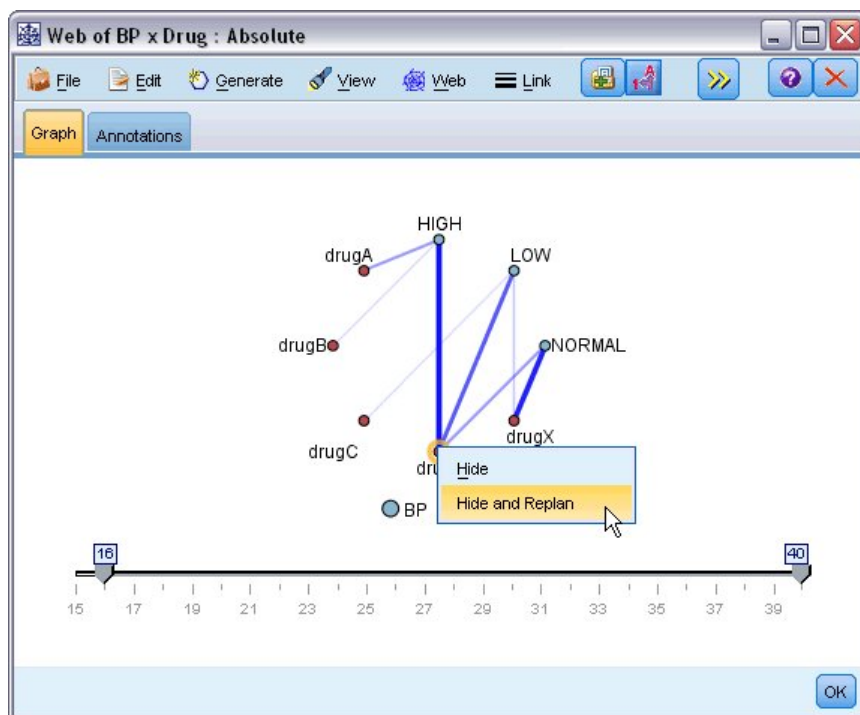 Web of BP x Drug : Absolute
File Edit Generate View Web Link
Graph Annotations
HIGH
drugA
LOW
drugB
NORMAL
drugC
drugX
Hide
Hide and Replan
BP
16 40
15 17 19 21 23 25 27 29 31 33 35 37 39
OK